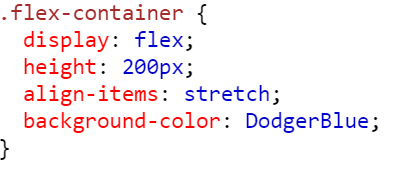 .flex-container {
  display: flex;
  height: 200px;
  align-items: stretch;
  background-color: DodgerBlue;
}